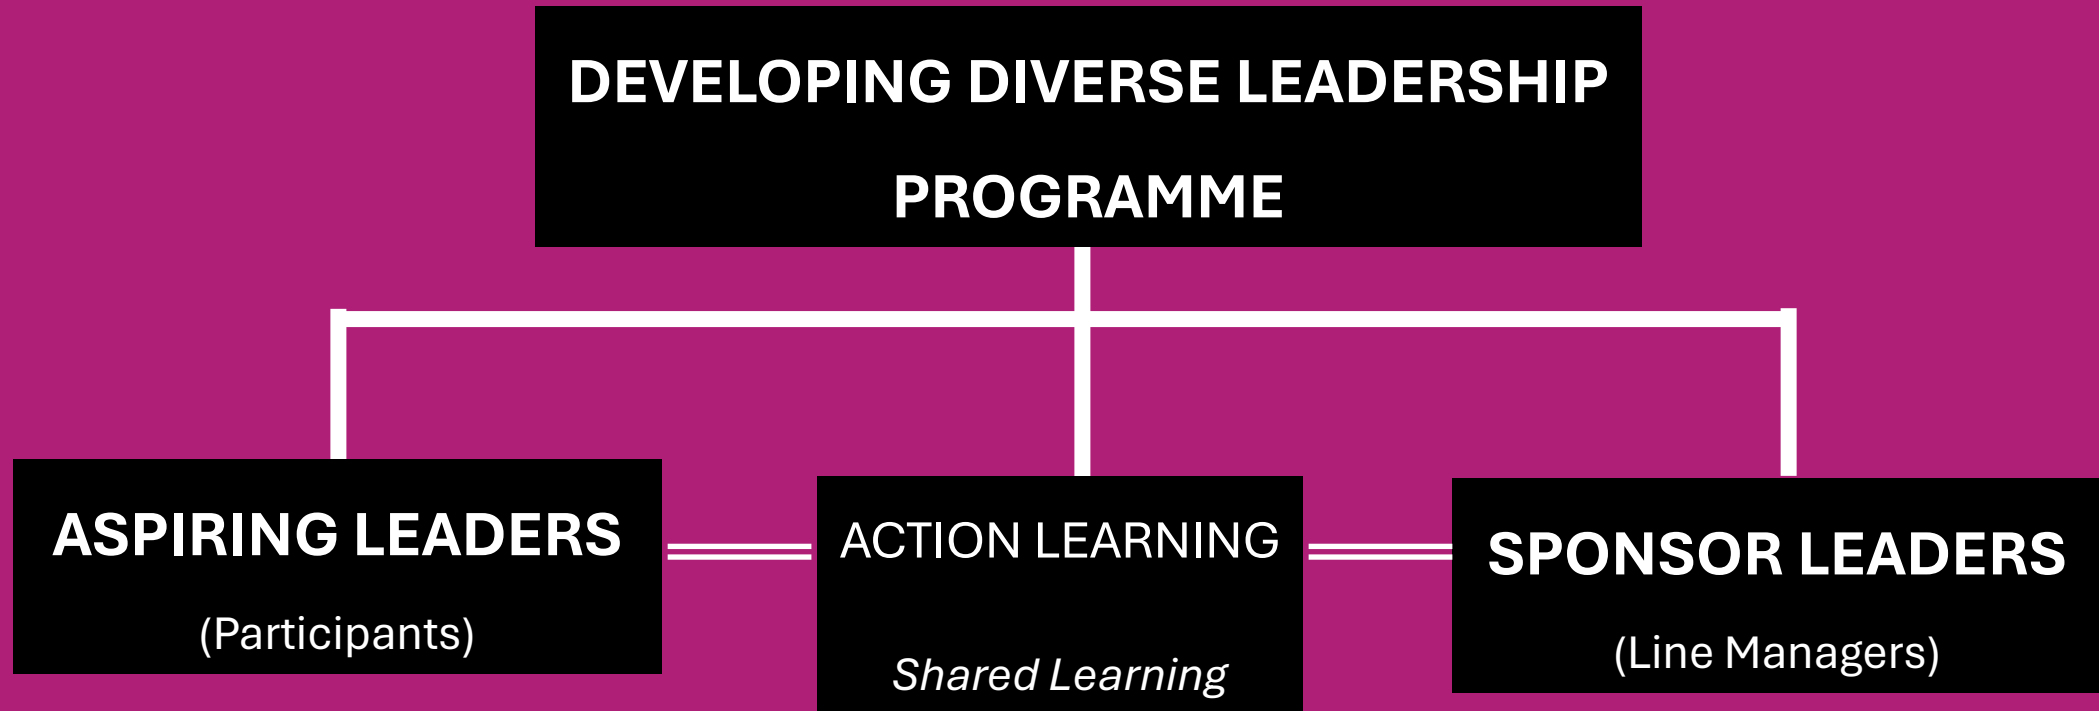 DEVELOPING DIVERSE LEADERSHIP
PROGRAMME
ASPIRING LEADERS
(Participants)
ACTION LEARNING
Shared Learning
SPONSOR LEADERS
(Line Managers)